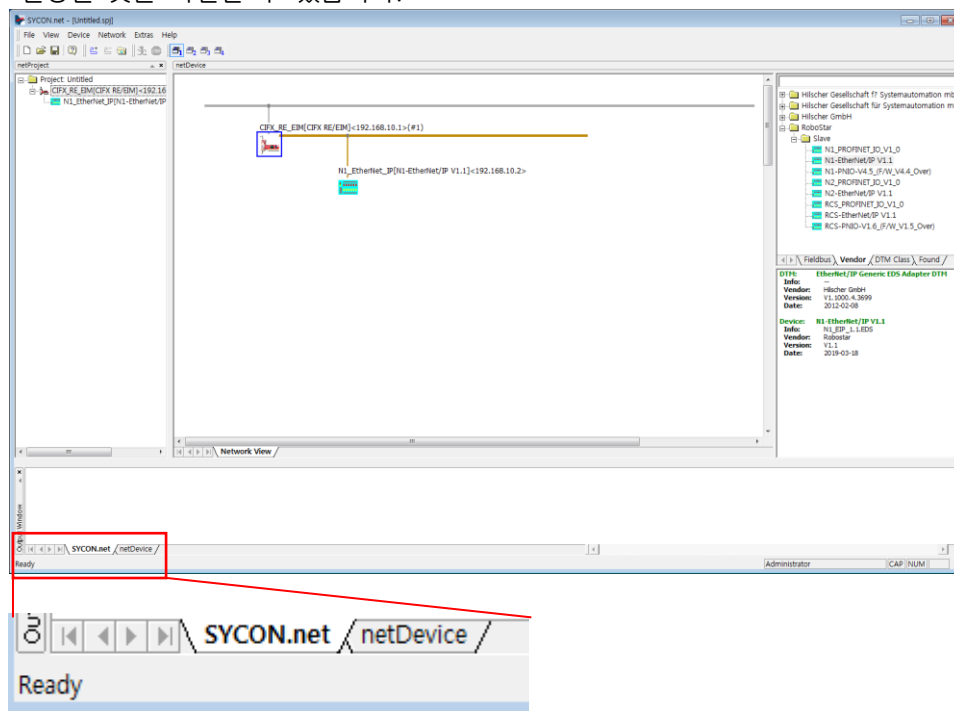 SYCON.net - [Untitled.spj]
File View Device Network Extras Help
netProject
netDevice
Project: Untitled
CIFX_RE_EIM[CIFX RE/EIM]<192.16
N1_EtherNet_IP[N1-EtherNet/IP
CIFX_RE_EIM[CIFX RE/EIM]<192.168.10.1>(#1)
N1_EtherNet_IP[N1-EtherNet/IP V1.1]<192.168.10.2>
Network View
Hilscher Gesellschaft f? Systemautomation mb
Hilscher Gesellschaft für Systemautomation m
Hilscher GmbH
RoboStar
Slave
N1_PROFINET_IO_V1_0
N1-EtherNet/IP V1.1
N1-PNIO-V4.5_(F/W_V4.4_Over)
N2_PROFINET_IO_V1_0
N2-EtherNet/IP V1.1
RCS_PROFINET_IO_V1_0
RCS-EtherNet/IP V1.1
RCS-PNIO-V1.6_(F/W_V1.5_Over)
Fieldbus Vendor DTM Class Found
DTM: EtherNet/IP Generic EDS Adapter DTM
Info: --
Vendor: Hilscher GmbH
Version: V1.1000.4.3699
Date: 2012-02-08
Device: N1-EtherNet/IP V1.1
Info: N1_EIP_1.1.EDS
Vendor: Robostar
Version: V1.1
Date: 2019-03-18
Output Window
SYCON.net netDevice
Ready
Administrator CAP NUM
Out
SYCON.net netDevice
Ready